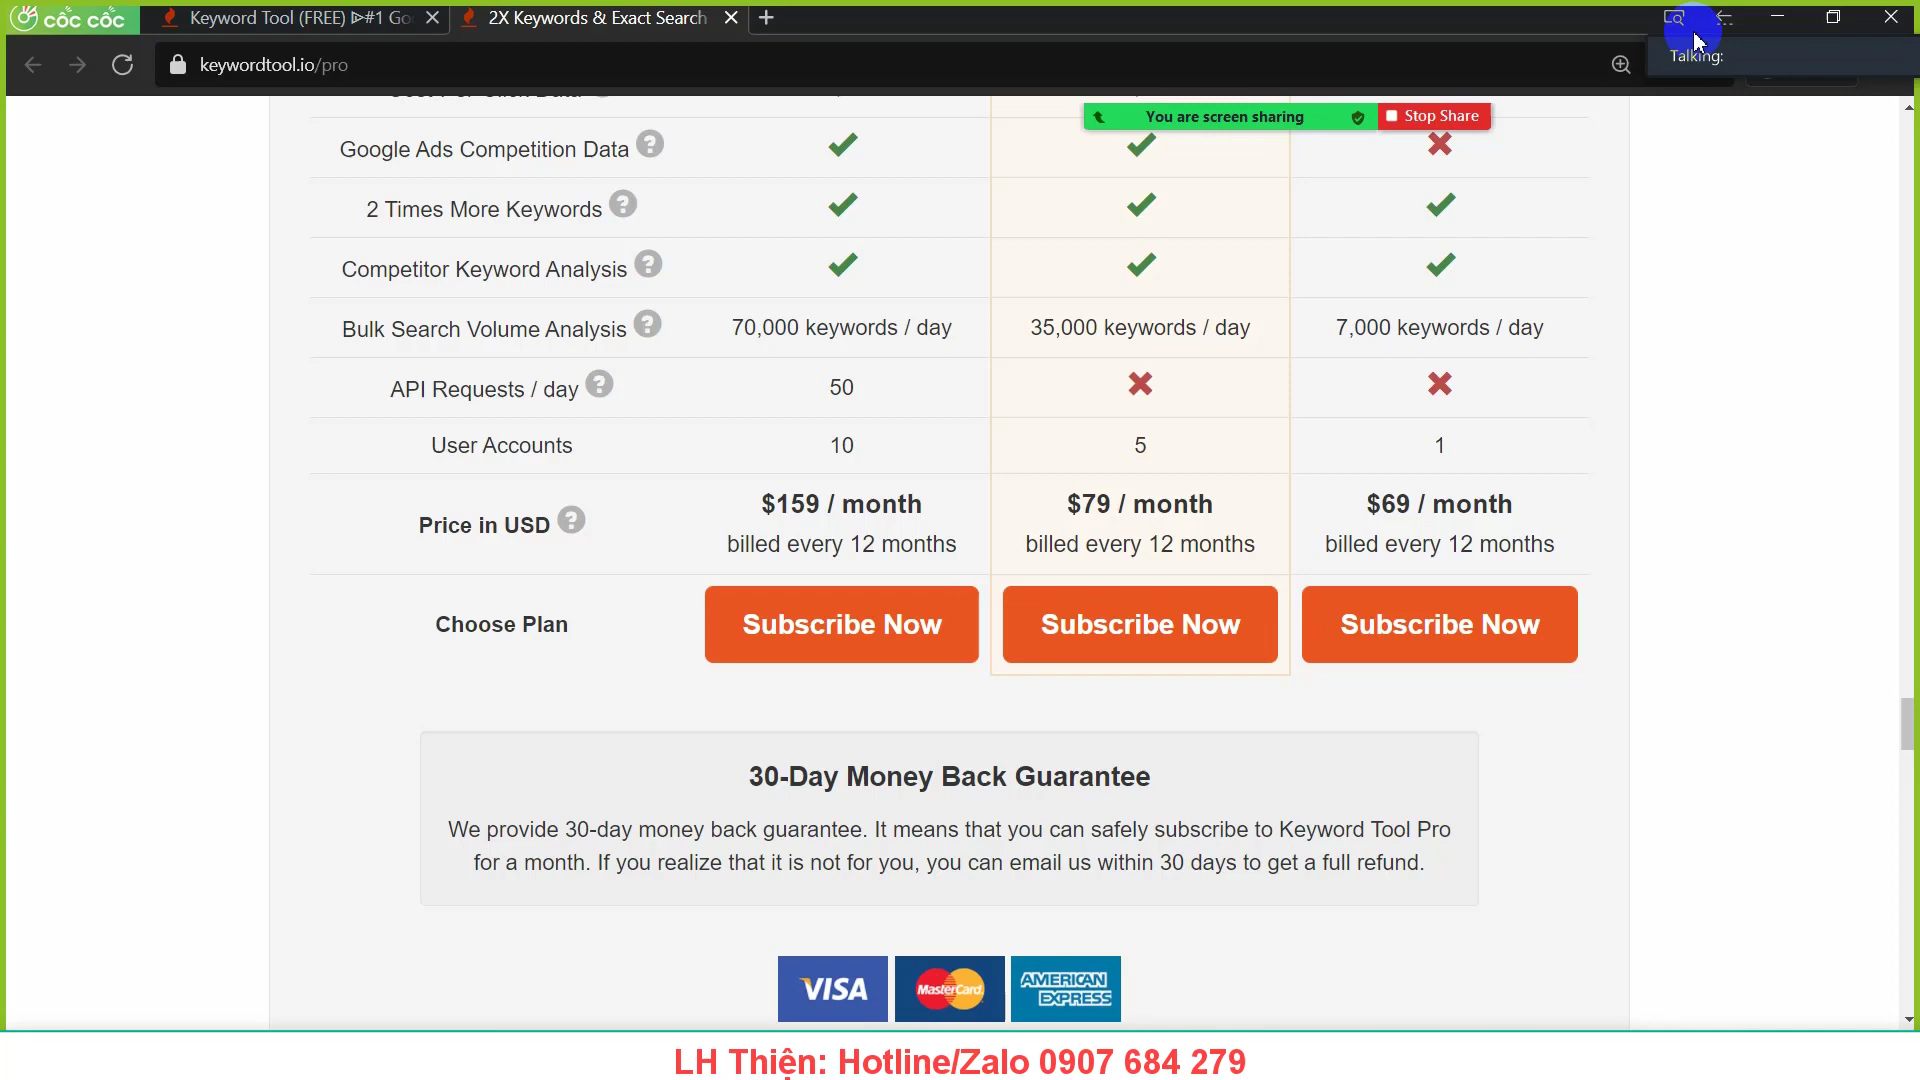 cốc cốc
Keyword Tool (FREE) ᐈ#1 Go
2X Keywords & Exact Search
keywordtool.io/pro
Talking:
You are screen sharing
Stop Share
Google Ads Competition Data ?
2 Times More Keywords ?
Competitor Keyword Analysis ?
Bulk Search Volume Analysis ? 70,000 keywords / day 35,000 keywords / day 7,000 keywords / day
API Requests / day ? 50
User Accounts 10 5 1
Price in USD ? $159 / month $79 / month $69 / month
billed every 12 months billed every 12 months billed every 12 months
Choose Plan Subscribe Now Subscribe Now Subscribe Now
30-Day Money Back Guarantee
We provide 30-day money back guarantee. It means that you can safely subscribe to Keyword Tool Pro
for a month. If you realize that it is not for you, you can email us within 30 days to get a full refund.
VISA MasterCard AMERICAN EXPRESS
LH Thiện: Hotline/Zalo 0907 684 279